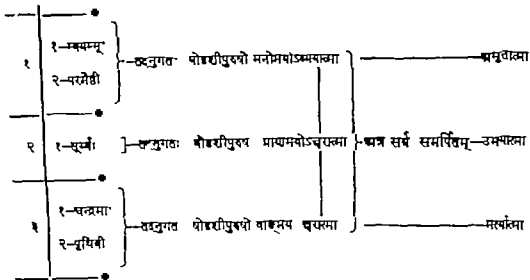 १-स्वयम्भू
१ तदनुगत षोडशीपुरुषो मनोमयोऽव्ययात्मा अमृतात्मा
२-परमेष्ठी
२ १-सूर्य्यः तदनुगतः षोडशीपुरुष प्राणमयोऽक्षरात्मा अत्र सर्वं समर्पितम् उभयात्मा
१-चन्द्रमा
३ तदनुगत षोडशीपुरुषो वाङ्मय क्षरात्मा मर्त्यात्मा
२-पृथिवी